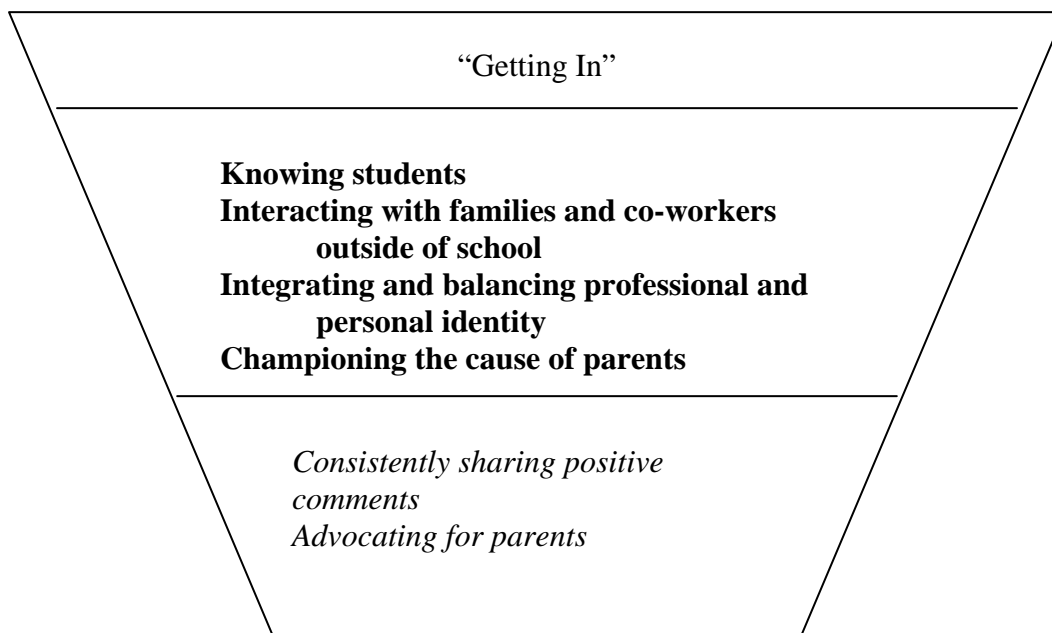 “Getting In”
Knowing students
Interacting with families and co-workers
outside of school
Integrating and balancing professional and
personal identity
Championing the cause of parents
Consistently sharing positive
comments
Advocating for parents